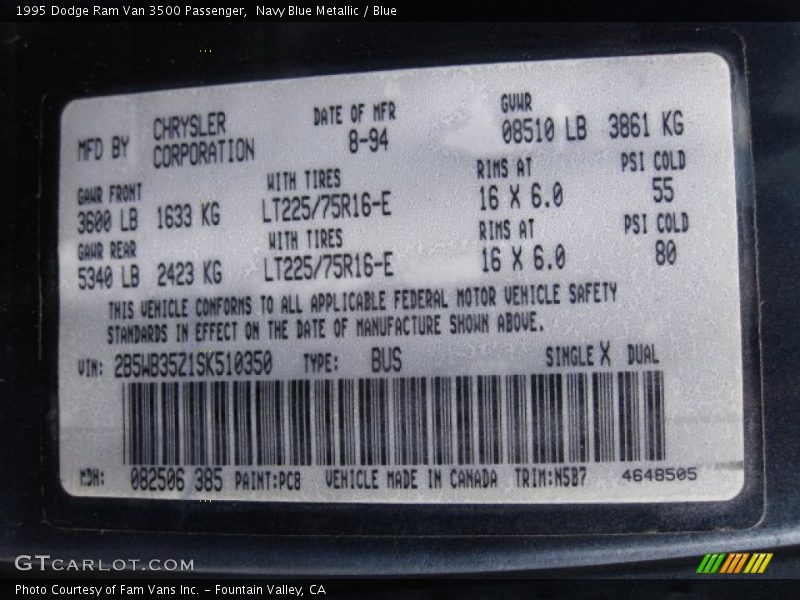 1995 Dodge Ram Van 3500 Passenger,  Navy Blue Metallic / Blue
MFD BY CHRYSLER CORPORATION
DATE OF MFR
8-94
GVWR
08510 LB 3861 KG
GAWR FRONT
3600 LB 1633 KG
WITH TIRES
LT225/75R16-E
RIMS AT
16 X 6.0
PSI COLD
55
GAWR REAR
5340 LB 2423 KG
WITH TIRES
LT225/75R16-E
RIMS AT
16 X 6.0
PSI COLD
80
THIS VEHICLE CONFORMS TO ALL APPLICABLE FEDERAL MOTOR VEHICLE SAFETY
STANDARDS IN EFFECT ON THE DATE OF MANUFACTURE SHOWN ABOVE.
VIN: 2B5WB35Z1SK510350 TYPE: BUS SINGLE X DUAL
MDH: 082506 385 PAINT:PC8 VEHICLE MADE IN CANADA TRIM:N5B7 4648505
GTCARLOT.COM
Photo Courtesy of Fam Vans Inc. – Fountain Valley, CA